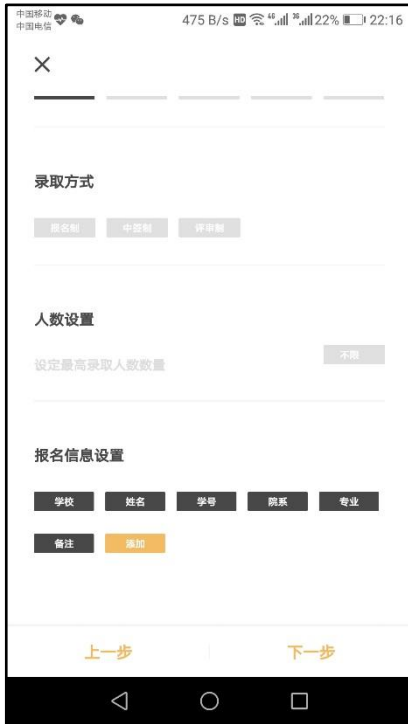 中国移动
中国电信 475 B/s HD 46 36 22% 22:16
录取方式
报名制 中签制 评审制
人数设置
设定最高录取人数数量 不限
报名信息设置
学校 姓名 学号 院系 专业
备注 添加
上一步 下一步